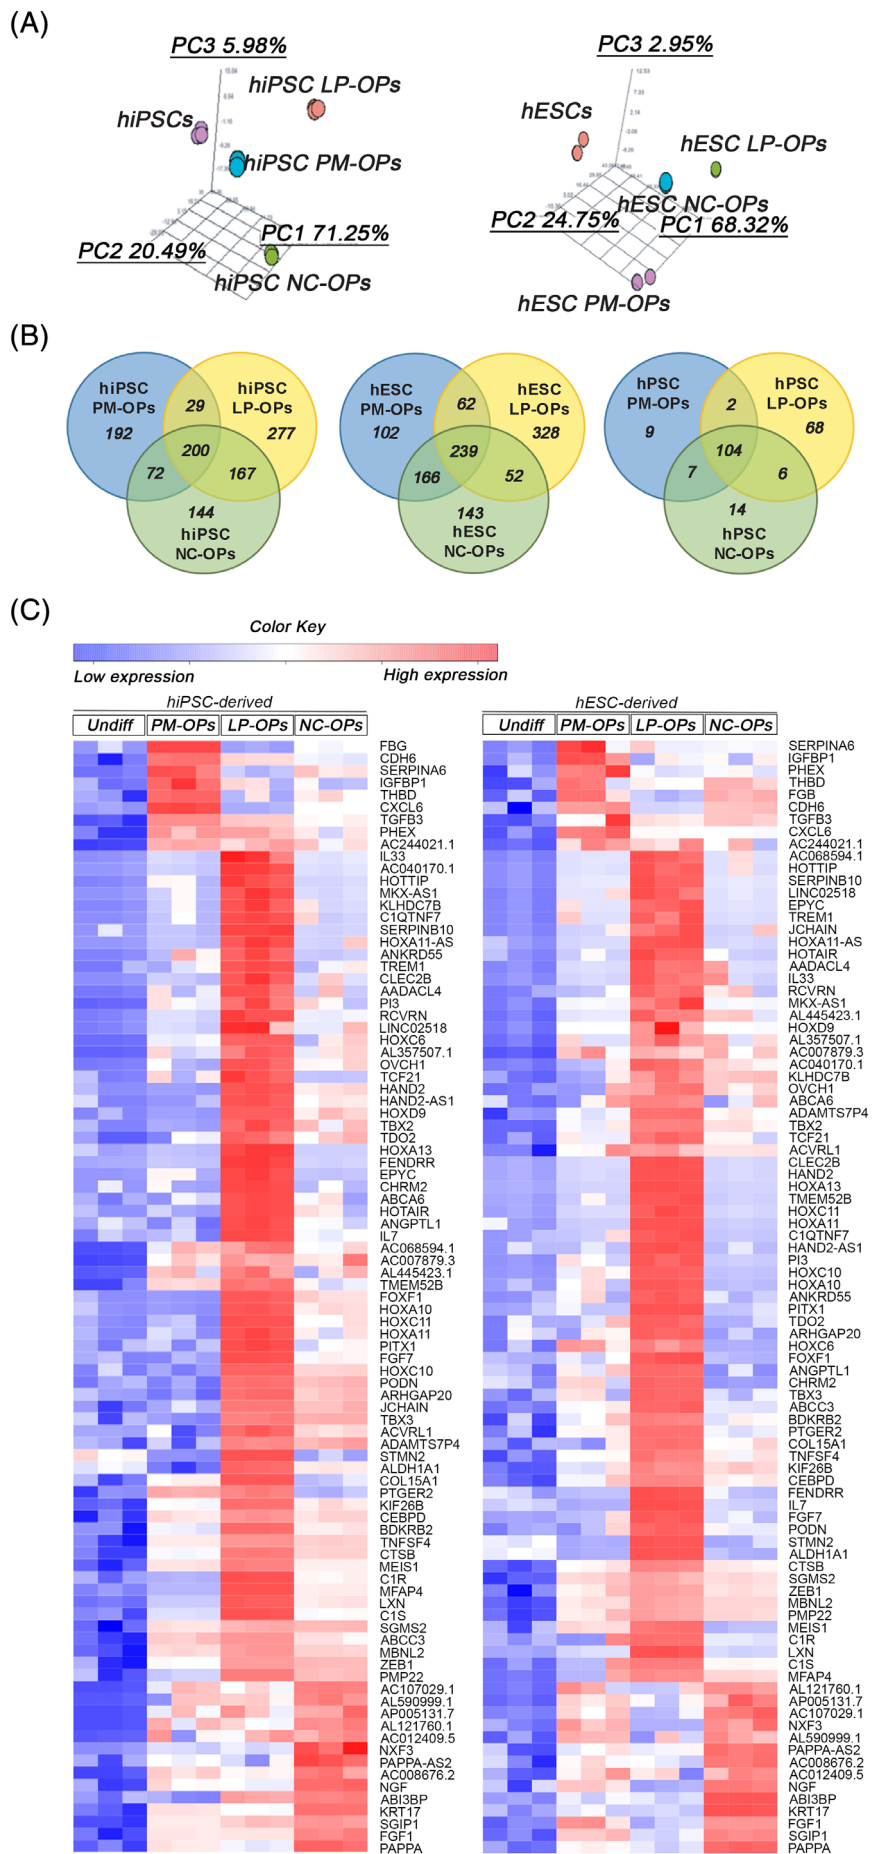 (A)
PC3 5.98%
hiPSC LP-OPs
hiPSCs
hiPSC PM-OPs
PC1 71.25%
PC2 20.49%
hiPSC NC-OPs
PC3 2.95%
hESCs
hESC LP-OPs
hESC NC-OPs
PC2 24.75%
PC1 68.32%
hESC PM-OPs
(B)
hiPSC
PM-OPs
192
29
hiPSC
LP-OPs
277
200
72
167
144
hiPSC
NC-OPs
hESC
PM-OPs
102
62
hESC
LP-OPs
328
239
166
52
143
hESC
NC-OPs
hPSC
PM-OPs
9
2
hPSC
LP-OPs
68
104
7
6
14
hPSC
NC-OPs
(C)
Color Key
Low expression
High expression
hiPSC-derived
Undiff PM-OPs LP-OPs NC-OPs
FBG
CDH6
SERPINA6
IGFBP1
THBD
CXCL6
TGFB3
PHEX
AC244021.1
IL33
AC040170.1
HOTTIP
MKX-AS1
KLHDC7B
C1QTNF7
SERPINB10
HOXA11-AS
ANKRD55
TREM1
CLEC2B
AADACL4
PI3
RCVRN
LINC02518
HOXC6
AL357507.1
OVCH1
TCF21
HAND2
HAND2-AS1
HOXD9
TBX2
TDO2
HOXA13
FENDRR
EPYC
CHRM2
ABCA6
HOTAIR
ANGPTL1
IL7
AC068594.1
AC007879.3
AL445423.1
TMEM52B
FOXF1
HOXA10
HOXC11
HOXA11
PITX1
FGF7
HOXC10
PODN
ARHGAP20
JCHAIN
TBX3
ACVRL1
ADAMTS7P4
STMN2
ALDH1A1
COL15A1
PTGER2
KIF26B
CEBPD
BDKRB2
TNFSF4
CTSB
MEIS1
C1R
MFAP4
LXN
C1S
SGMS2
ABCC3
MBNL2
ZEB1
PMP22
AC107029.1
AL590999.1
AP005131.7
AL121760.1
AC012409.5
NXF3
PAPPA-AS2
AC008676.2
NGF
ABI3BP
KRT17
SGIP1
FGF1
PAPPA
hESC-derived
Undiff PM-OPs LP-OPs NC-OPs
SERPINA6
IGFBP1
PHEX
THBD
FGB
CDH6
TGFB3
CXCL6
AC244021.1
AC068594.1
HOTTIP
SERPINB10
LINC02518
EPYC
TREM1
JCHAIN
HOXA11-AS
HOTAIR
AADACL4
IL33
RCVRN
MKX-AS1
AL445423.1
HOXD9
AL357507.1
AC007879.3
AC040170.1
KLHDC7B
OVCH1
ABCA6
ADAMTS7P4
TBX2
TCF21
ACVRL1
CLEC2B
HAND2
HOXA13
TMEM52B
HOXC11
HOXA11
C1QTNF7
HAND2-AS1
PI3
HOXC10
HOXA10
ANKRD55
PITX1
TDO2
ARHGAP20
HOXC6
FOXF1
ANGPTL1
CHRM2
TBX3
ABCC3
BDKRB2
PTGER2
COL15A1
TNFSF4
KIF26B
CEBPD
FENDRR
IL7
FGF7
PODN
STMN2
ALDH1A1
CTSB
SGMS2
ZEB1
MBNL2
PMP22
MEIS1
C1R
LXN
C1S
MFAP4
AL121760.1
AP005131.7
AC107029.1
NXF3
AL590999.1
PAPPA-AS2
AC008676.2
AC012409.5
NGF
ABI3BP
KRT17
FGF1
SGIP1
PAPPA